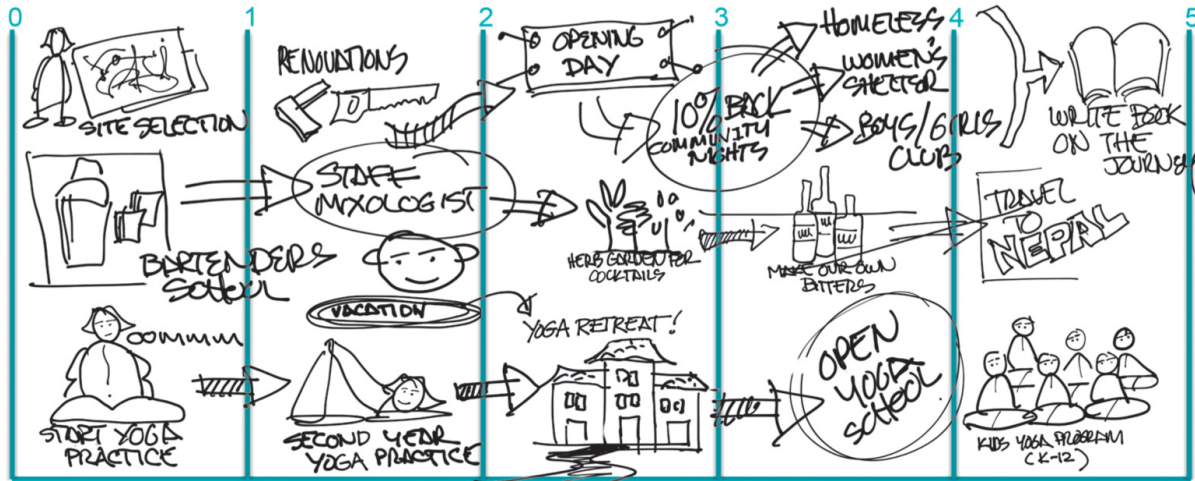 0
1
2
3
4
5
SITE SELECTION
BARTENDERS
SCHOOL
OOMMMM
START YOGA
PRACTICE
RENOVATIONS
STAFF
MIXOLOGIST
VACATION
SECOND YEAR
YOGA PRACTICE
OPENING
DAY
10% BACK
COMMUNITY
NIGHTS
HERB GARDEN FOR
COCKTAILS
YOGA RETREAT!
HOMELESS
WOMEN'S
SHELTER
BOYS/GIRLS
CLUB
MAKE OUR OWN
BITTERS
OPEN
YOGA
SCHOOL
WRITE BOOK
ON THE
JOURNEY
TRAVEL
TO
NEPAL
KIDS YOGA PROGRAM
(K-12)